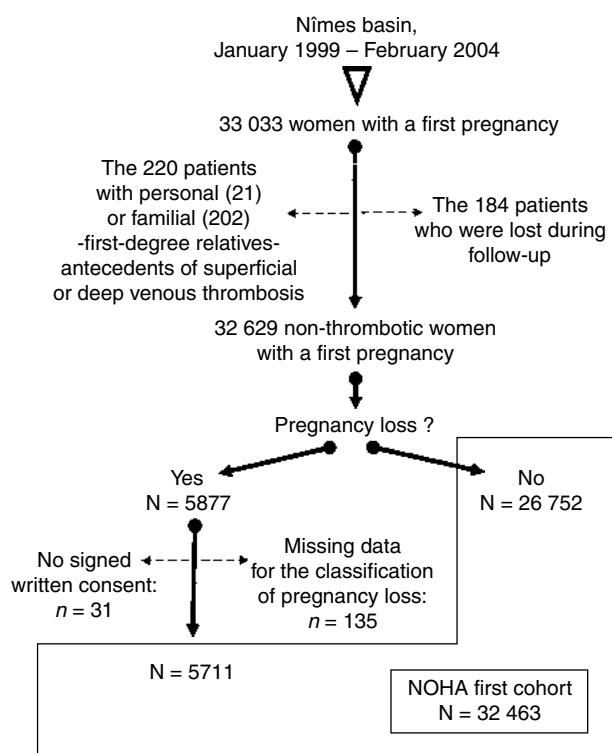 Nîmes basin,
January 1999 – February 2004
33 033 women with a first pregnancy
The 220 patients
with personal (21)
or familial (202)
-first-degree relatives-
antecedents of superficial
or deep venous thrombosis
The 184 patients
who were lost during
follow-up
32 629 non-thrombotic women
with a first pregnancy
Pregnancy loss ?
Yes
N = 5877
No
N = 26 752
No signed
written consent:
n = 31
Missing data
for the classification
of pregnancy loss:
n = 135
N = 5711
NOHA first cohort
N = 32 463